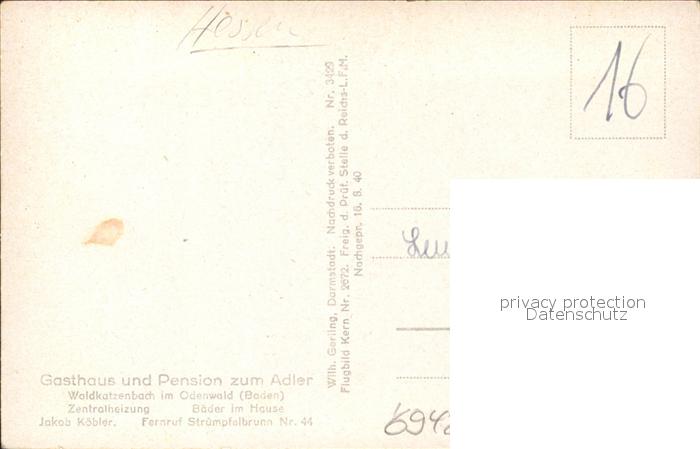 Hessen
16
Wilh. Gerling, Darmstadt. Nachdruck verboten. Nr. 3429
Flugbild Kern Nr. 2672. Freig. d. Prüf. Stelle d. Reichs-L.F.M.
Nachgepr. 16. 8. 40
privacy protection
Datenschutz
Gasthaus und Pension zum Adler
Waldkatzenbach im Odenwald (Baden)
Zentralheizung Bäder im Hause
Jakob Köbler. Fernruf Strümpfelbrunn Nr. 44